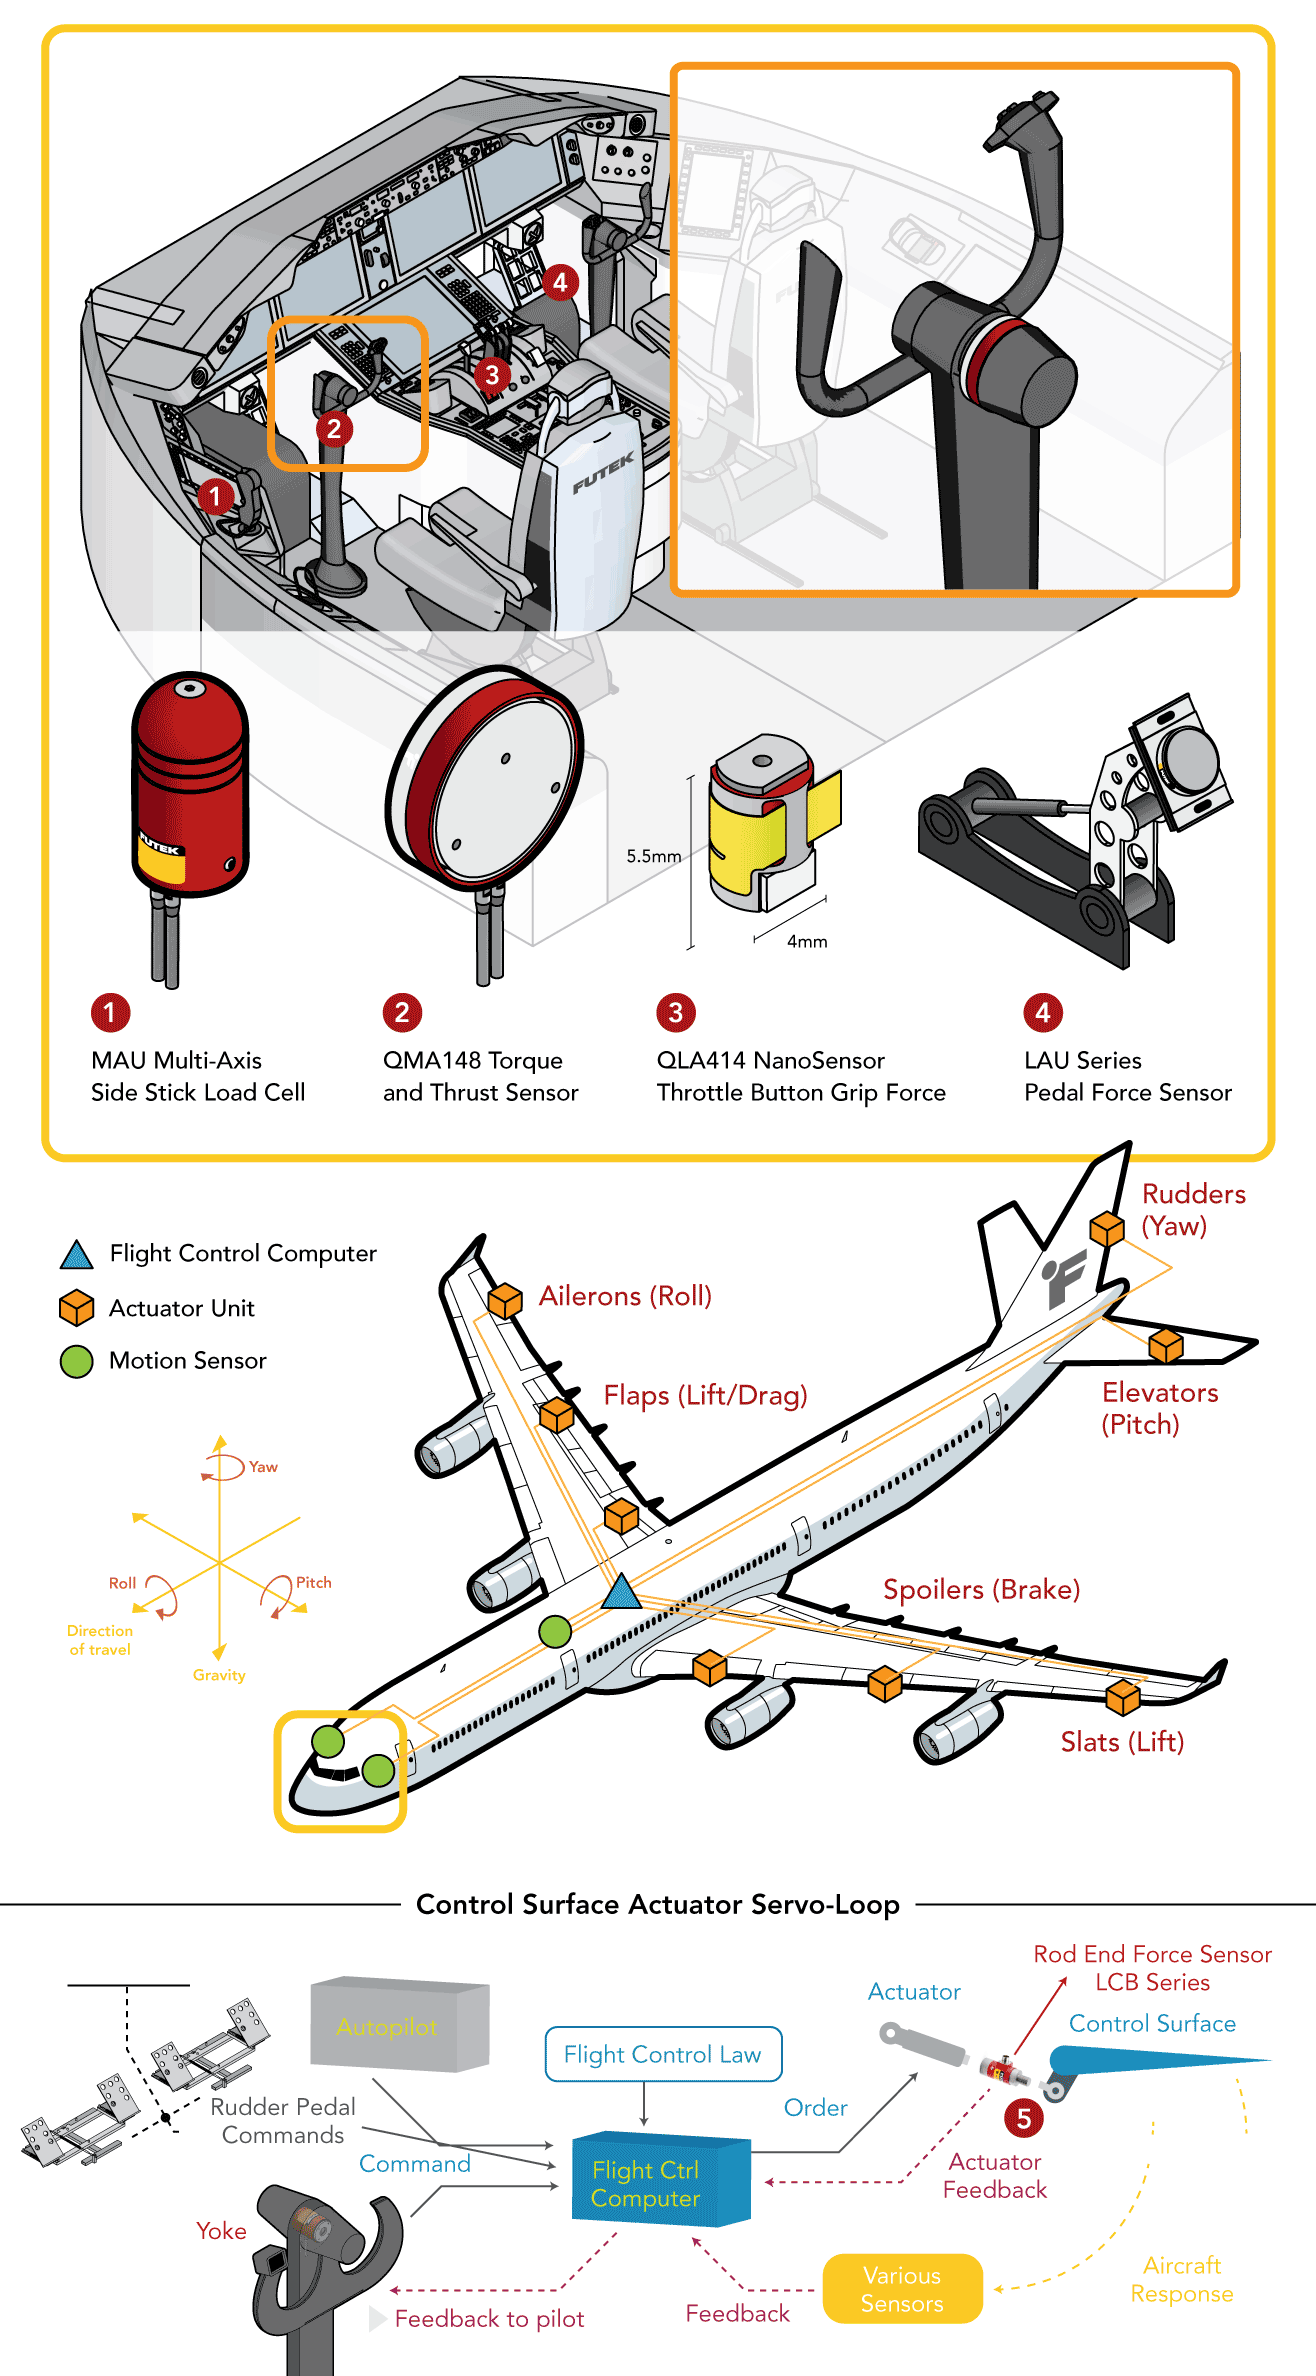 FUTEK
4
3
2
1
FUTEK
FUTEK
5.5mm
4mm
1
MAU Multi-Axis
Side Stick Load Cell
2
QMA148 Torque
and Thrust Sensor
3
QLA414 NanoSensor
Throttle Button Grip Force
4
LAU Series
Pedal Force Sensor
Flight Control Computer
Actuator Unit
Motion Sensor
Rudders
(Yaw)
Ailerons (Roll)
Flaps (Lift/Drag)
Elevators
(Pitch)
Yaw
Roll
Pitch
Direction
of travel
Gravity
Spoilers (Brake)
Slats (Lift)
Control Surface Actuator Servo-Loop
Rod End Force Sensor
LCB Series
Actuator
Control Surface
Autopilot
Flight Control Law
Rudder Pedal
Commands
Order
5
Command
Flight Ctrl
Computer
Actuator
Feedback
Yoke
Various
Sensors
Aircraft
Response
Feedback to pilot
Feedback